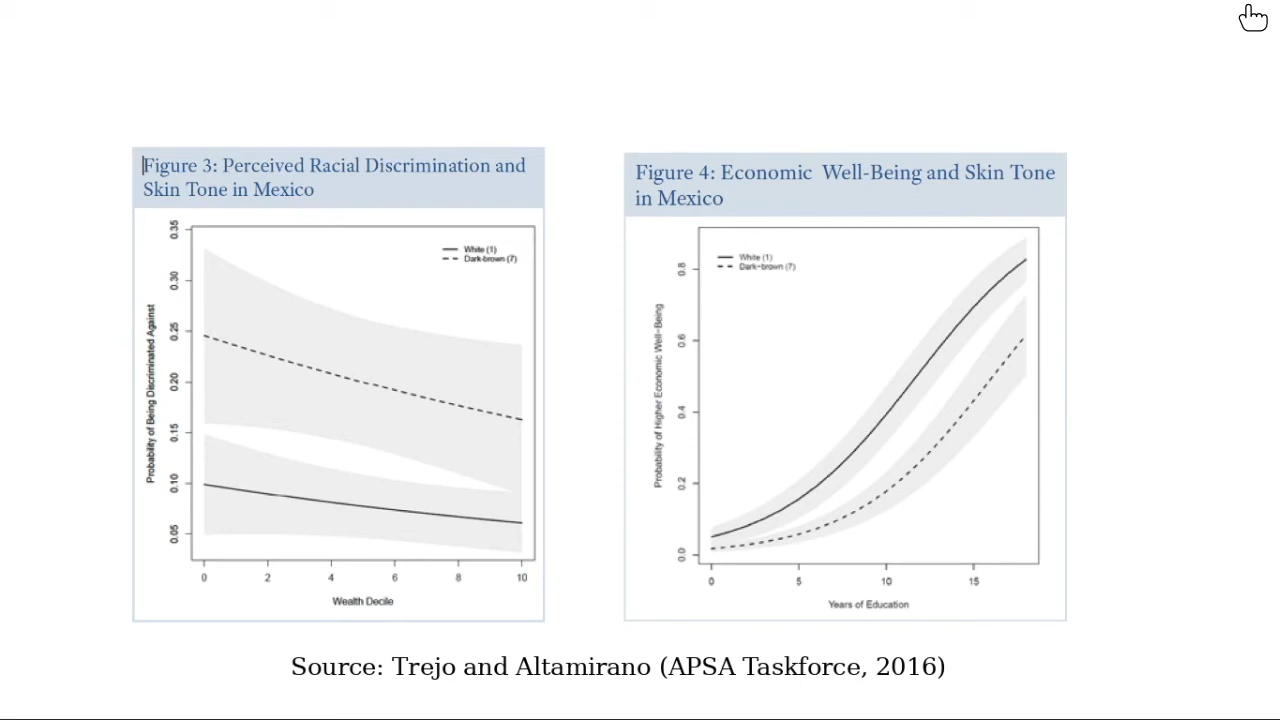 Figure 3: Perceived Racial Discrimination and
Skin Tone in Mexico
0.35
0.30
0.25
0.20
0.15
0.10
0.05
Probability of Being Discriminated Against
White (1)
Dark-brown (7)
0 2 4 6 8 10
Wealth Decile
Figure 4: Economic Well-Being and Skin Tone
in Mexico
0.8
0.6
0.4
0.2
0.0
Probability of Higher Economic Well-Being
White (1)
Dark-brown (7)
0 5 10 15
Years of Education
Source: Trejo and Altamirano (APSA Taskforce, 2016)